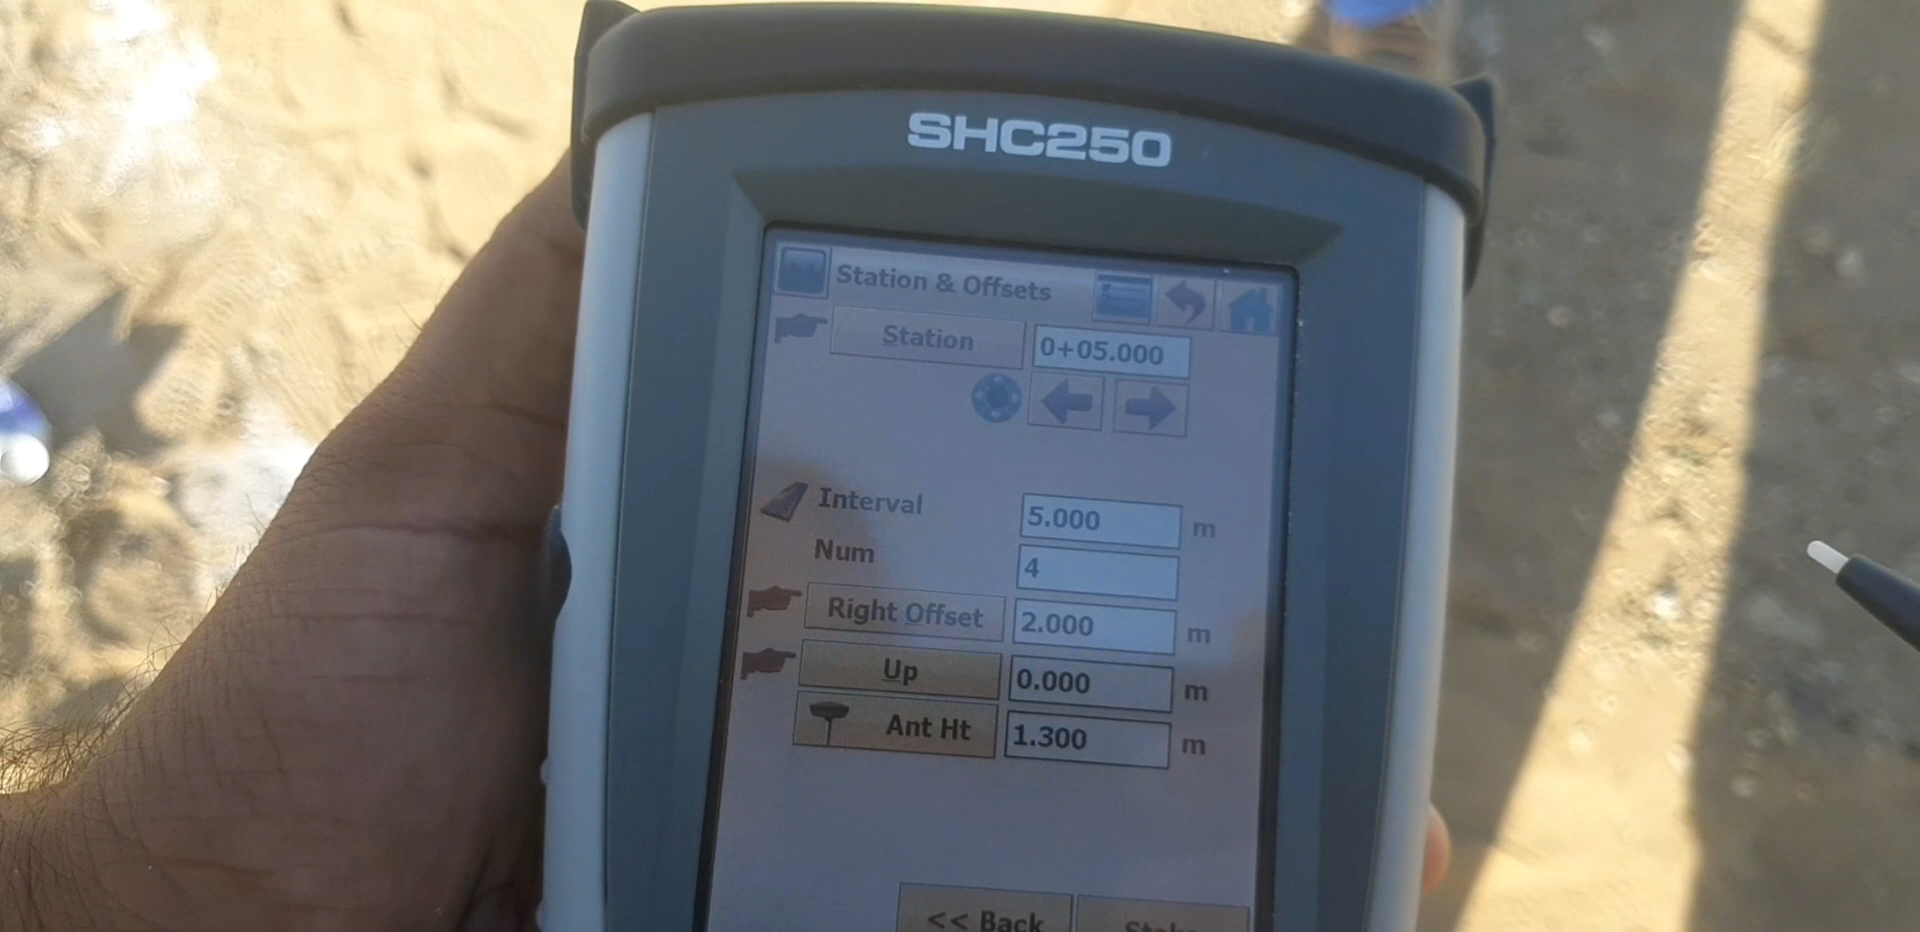 SHC250
Station & Offsets
Station 0+05.000
Interval 5.000 m
Num 4
Right Offset 2.000 m
Up 0.000 m
Ant Ht 1.300 m
<< Back